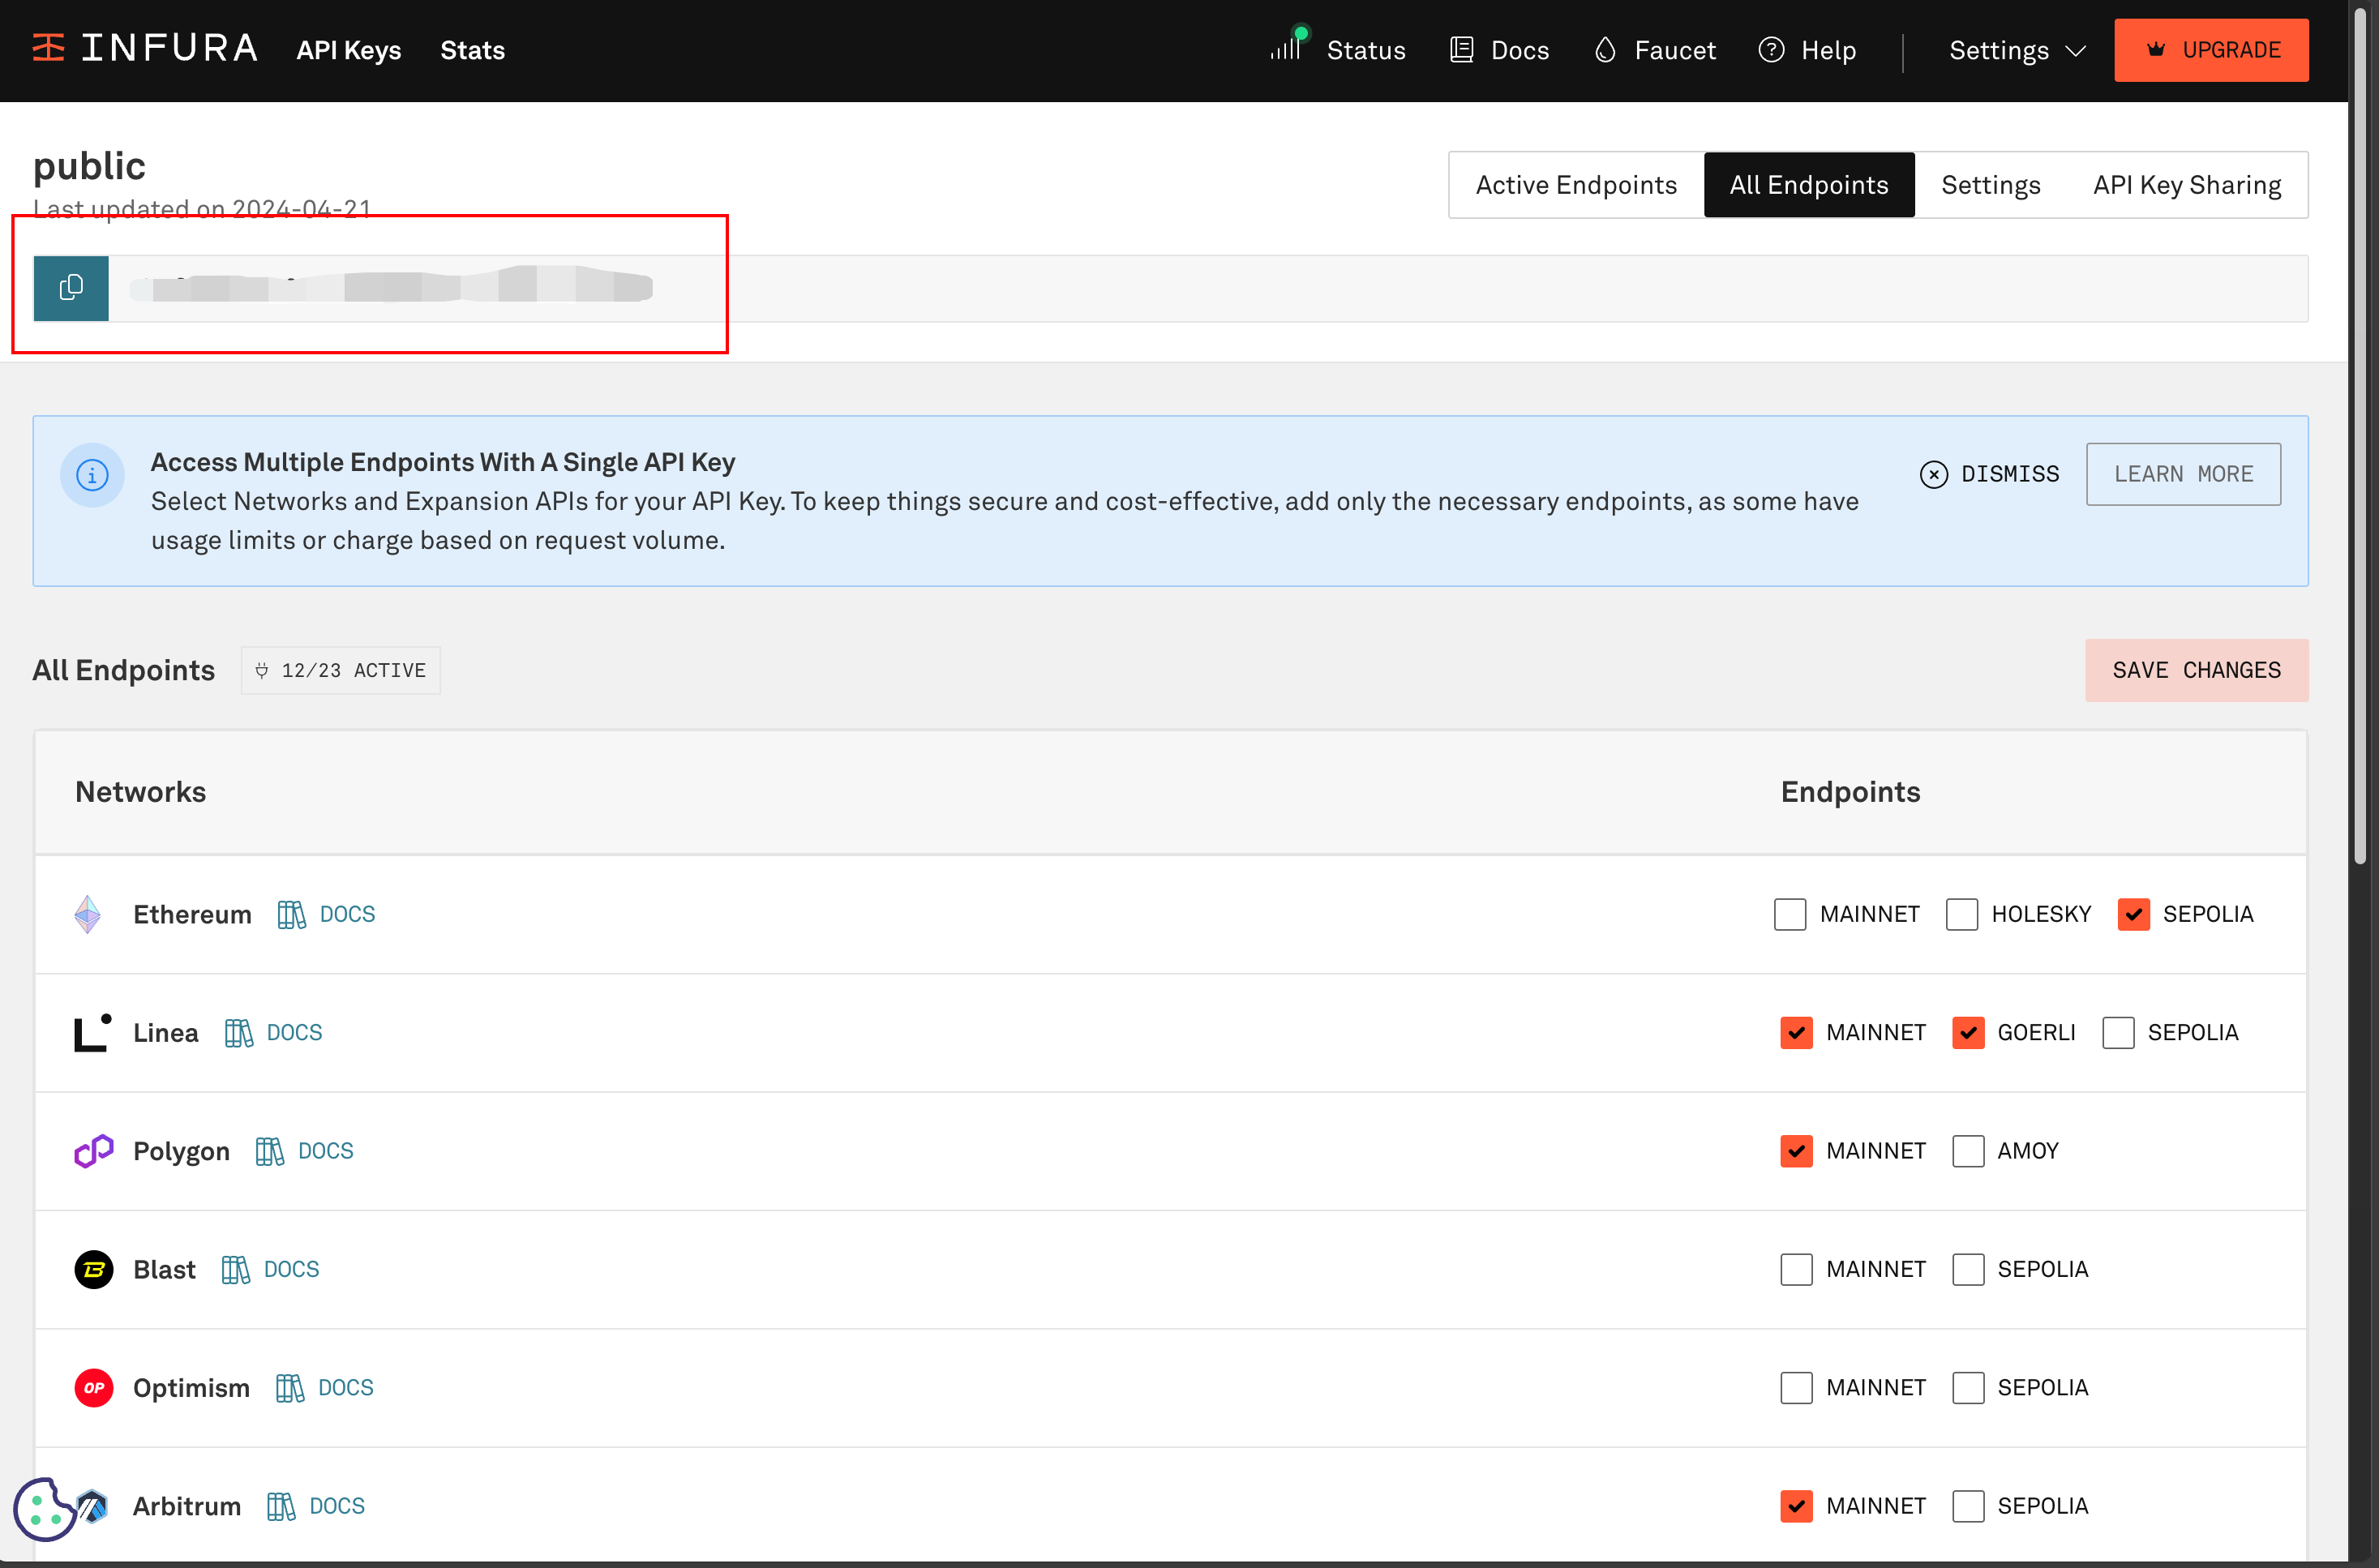 INFURA API Keys Stats Status Docs Faucet Help Settings UPGRADE
public
Last updated on 2024-04-21
Active Endpoints All Endpoints Settings API Key Sharing
Access Multiple Endpoints With A Single API Key
Select Networks and Expansion APIs for your API Key. To keep things secure and cost-effective, add only the necessary endpoints, as some have
usage limits or charge based on request volume.
DISMISS LEARN MORE
All Endpoints 12/23 ACTIVE SAVE CHANGES
Networks Endpoints
Ethereum DOCS MAINNET HOLESKY SEPOLIA
Linea DOCS MAINNET GOERLI SEPOLIA
Polygon DOCS MAINNET AMOY
Blast DOCS MAINNET SEPOLIA
OP Optimism DOCS MAINNET SEPOLIA
Arbitrum DOCS MAINNET SEPOLIA